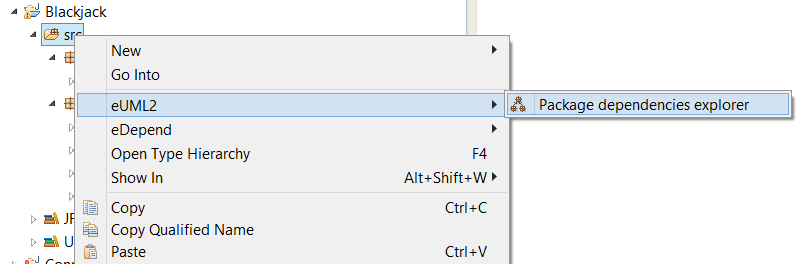 Blackjack
src
New
Go Into
eUML2
Package dependencies explorer
eDepend
Open Type Hierarchy F4
Show In Alt+Shift+W
Copy Ctrl+C
Copy Qualified Name
Paste Ctrl+V